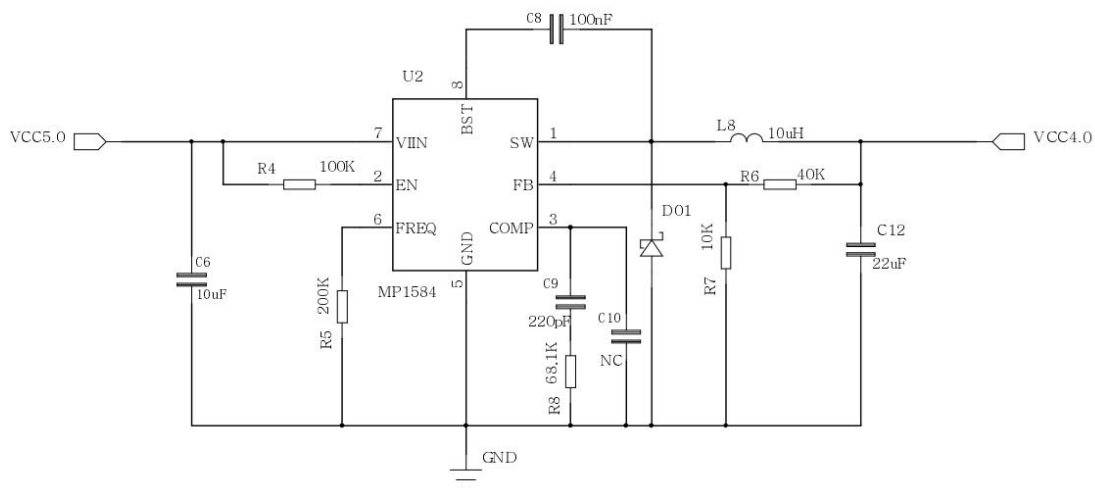 C8
100nF
U2
8
BST
VCC5.0
7
VIIN
SW
1
L8
10uH
VCC4.0
R4
100K
2
EN
FB
4
R6
40K
6
FREQ
COMP
3
DO1
GND
5
10K
R7
C12
22uF
C6
10uF
MP1584
200K
R5
C9
220pF
C10
NC
68.1K
R8
GND